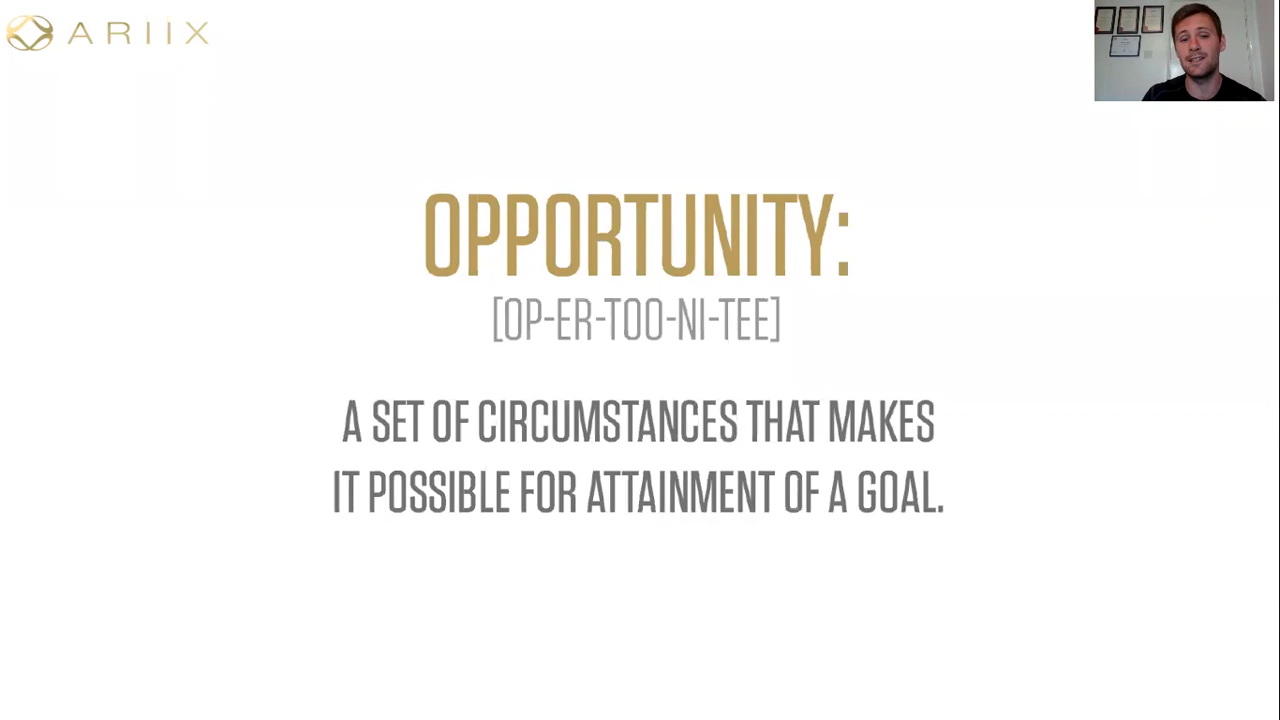 ARIIX
OPPORTUNITY:
[OP-ER-TOO-NI-TEE]
A SET OF CIRCUMSTANCES THAT MAKES
IT POSSIBLE FOR ATTAINMENT OF A GOAL.